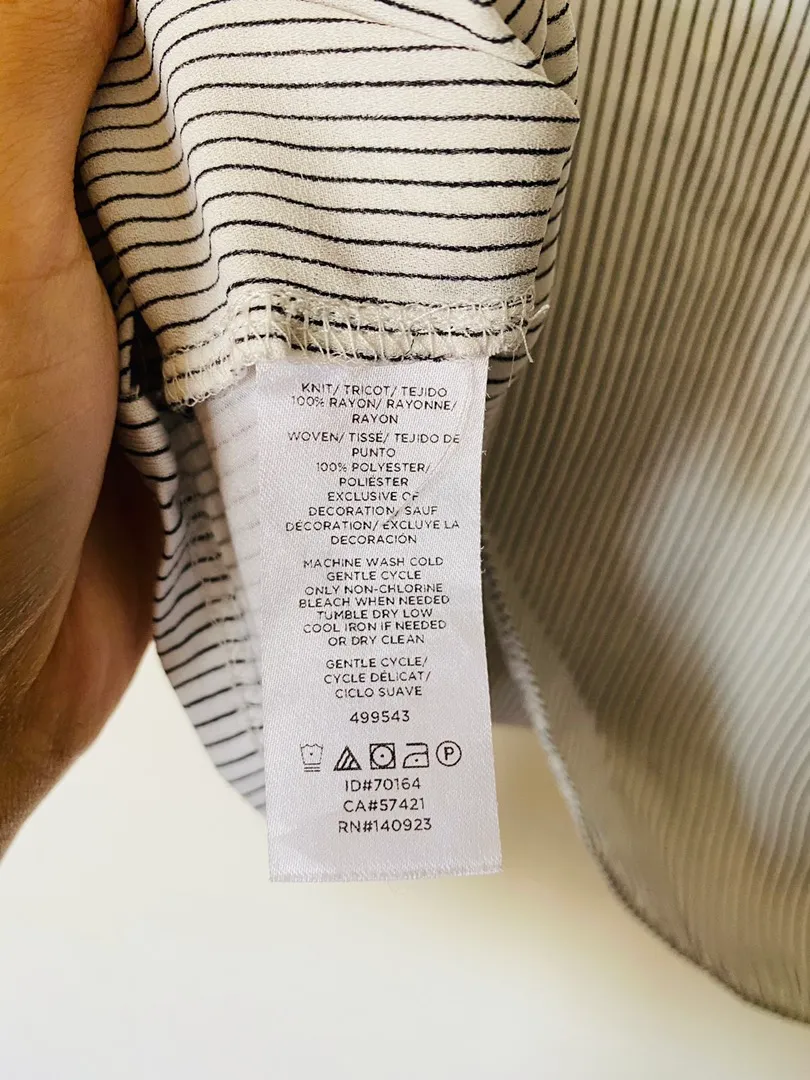 KNIT/ TRICOT/ TEJIDO
100% RAYON/ RAYONNE/
RAYON
WOVEN/ TISSÉ/ TEJIDO DE
PUNTO
100% POLYESTER/
POLIÉSTER
EXCLUSIVE OF
DECORATION/ SAUF
DÉCORATION/ EXCLUYE LA
DECORACIÓN
MACHINE WASH COLD
GENTLE CYCLE
ONLY NON-CHLORINE
BLEACH WHEN NEEDED
TUMBLE DRY LOW
COOL IRON IF NEEDED
OR DRY CLEAN
GENTLE CYCLE/
CYCLE DÉLICAT/
CICLO SUAVE
499543
P
ID#70164
CA#57421
RN#140923